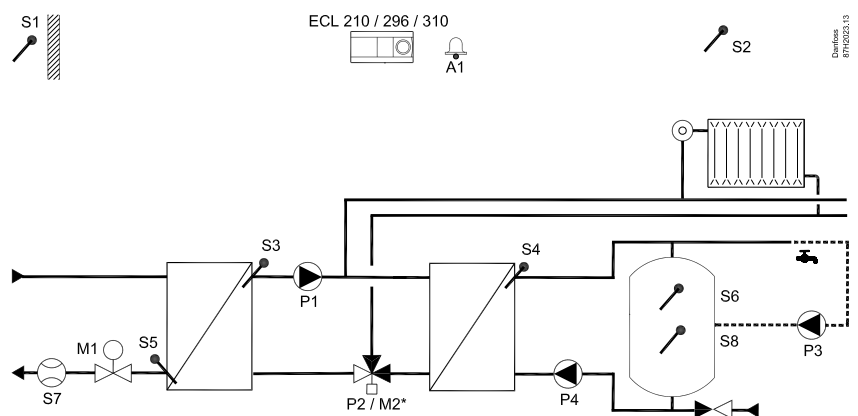 S1
ECL 210 / 296 / 310
A1
S2
Danfoss
87H2023.13
S3
S4
P1
S6
S8
P3
M1
S5
S7
P2 / M2*
P4